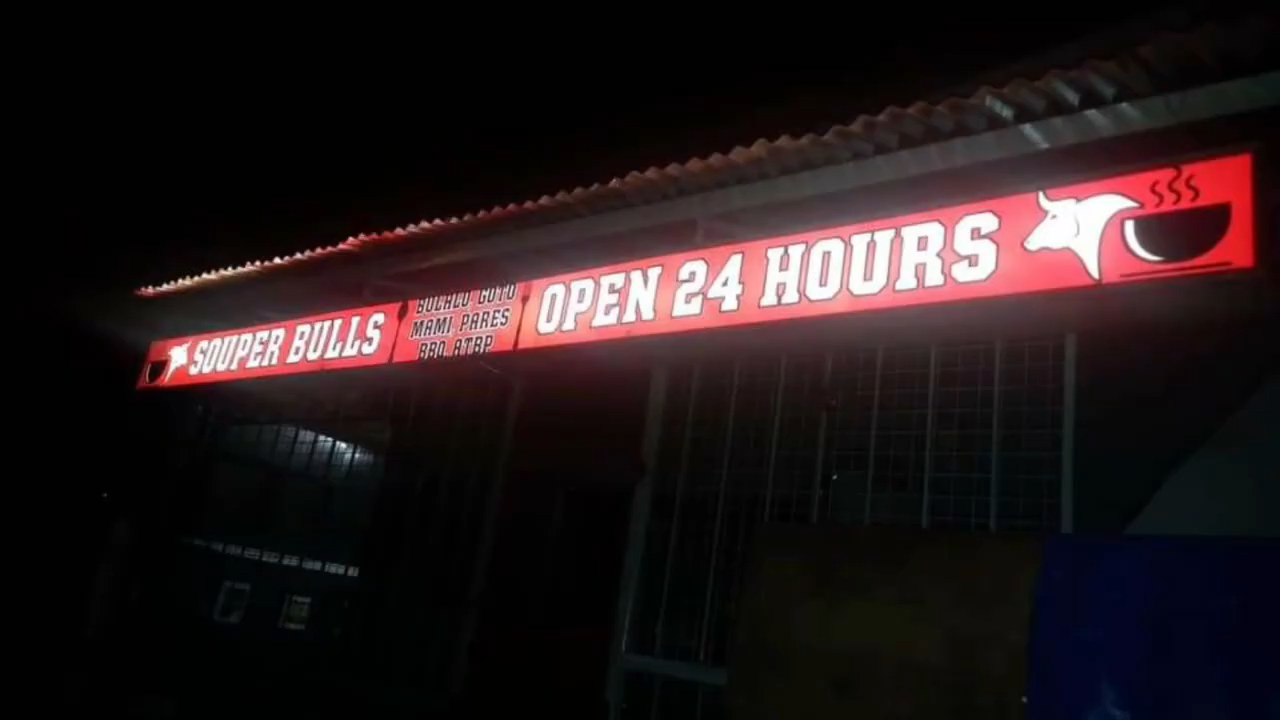 SOUPER BULLS
BULALO GOTO
MAMI PARES
BBQ ATBP
OPEN 24 HOURS